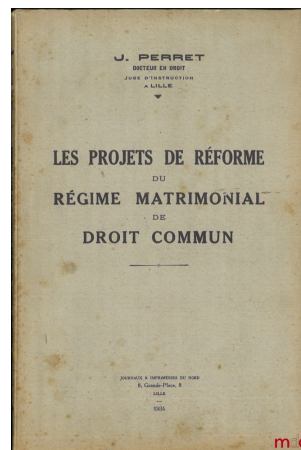 J. PERRET
DOCTEUR EN DROIT
JUGE D'INSTRUCTION
A LILLE
LES PROJETS DE RÉFORME
DU
RÉGIME MATRIMONIAL
DE
DROIT COMMUN
JOURNAUX & IMPRIMERIES DU NORD
8, Grande-Place, 8
LILLE